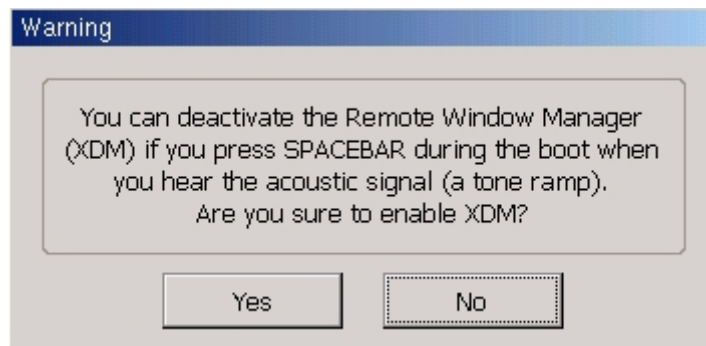 Warning
You can deactivate the Remote Window Manager
(XDM) if you press SPACEBAR during the boot when
you hear the acoustic signal (a tone ramp).
Are you sure to enable XDM?
Yes
No